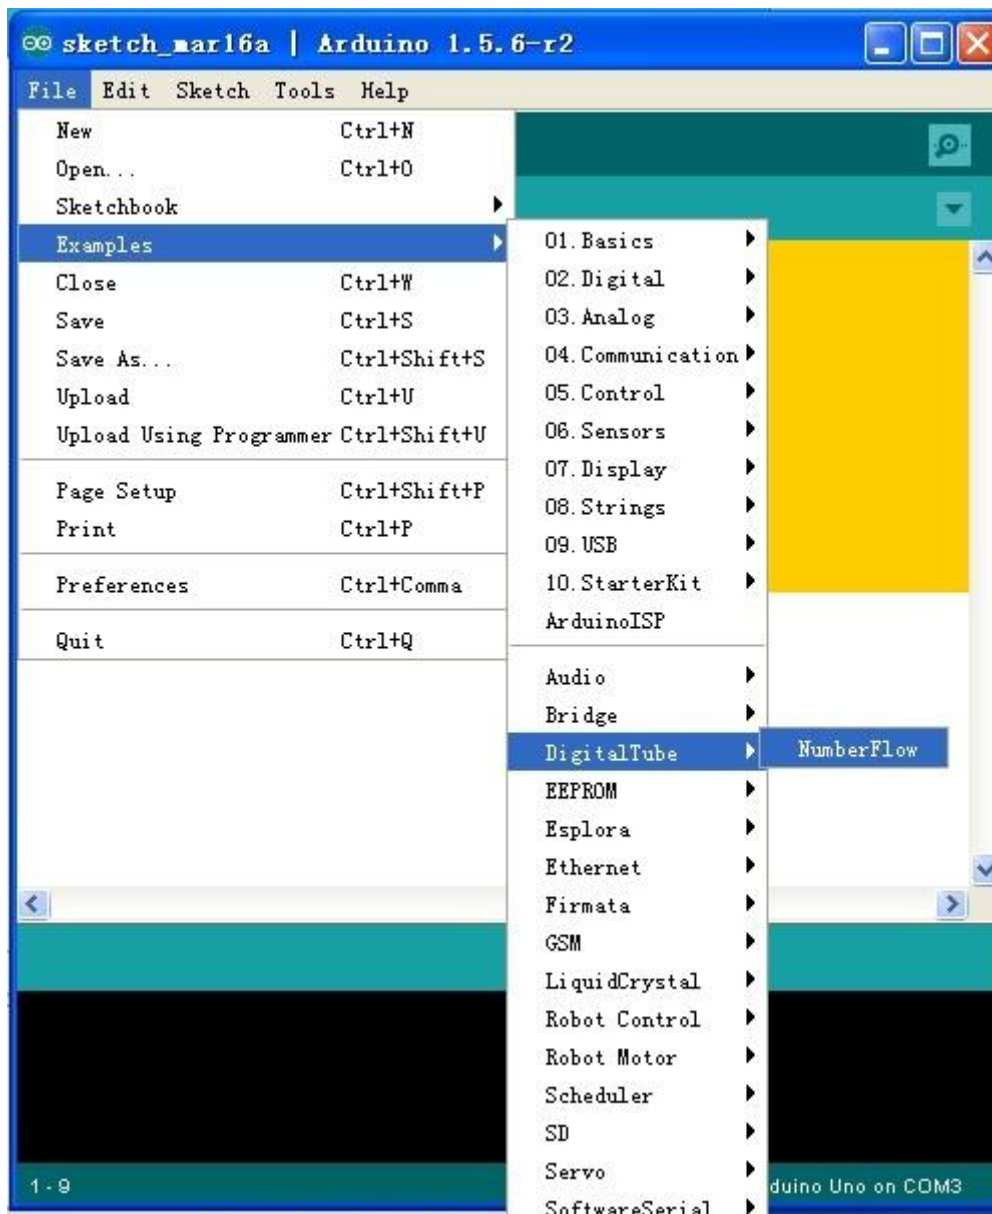 sketch_mar16a | Arduino 1.5.6-r2
File Edit Sketch Tools Help
New Ctrl+N
Open... Ctrl+O
Sketchbook
Examples
Close Ctrl+W
Save Ctrl+S
Save As... Ctrl+Shift+S
Upload Ctrl+U
Upload Using Programmer Ctrl+Shift+U
Page Setup Ctrl+Shift+P
Print Ctrl+P
Preferences Ctrl+Comma
Quit Ctrl+Q
01.Basics
02.Digital
03.Analog
04.Communication
05.Control
06.Sensors
07.Display
08.Strings
09.USB
10.StarterKit
ArduinoISP
Audio
Bridge
DigitalTube
NumberFlow
EEPROM
Esplora
Ethernet
Firmata
GSM
LiquidCrystal
Robot Control
Robot Motor
Scheduler
SD
Servo
SoftwareSerial
1 - 9
duino Uno on COM3